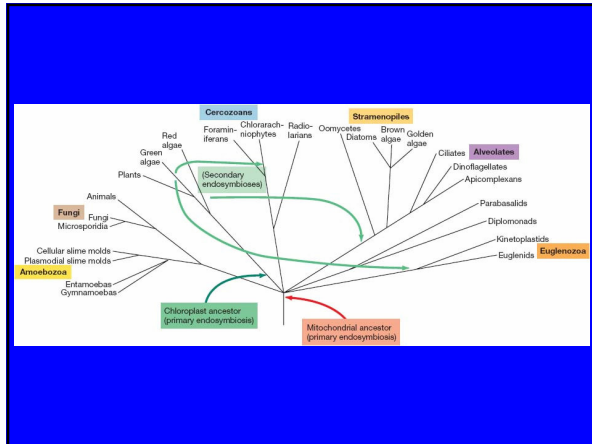 Cercozoans
Stramenopiles
Chlorarach-
niophytes
Foramin-
iferans
Radio-
larians
Oomycetes
Diatoms
Brown
algae
Golden
algae
Red
algae
Green
algae
Plants
(Secondary
endosymbioses)
Ciliates
Alveolates
Dinoflagellates
Apicomplexans
Animals
Parabasalids
Fungi
Fungi
Microsporidia
Diplomonads
Kinetoplastids
Euglenids
Euglenozoa
Cellular slime molds
Plasmodial slime molds
Amoebozoa
Entamoebas
Gymnamoebas
Chloroplast ancestor
(primary endosymbiosis)
Mitochondrial ancestor
(primary endosymbiosis)